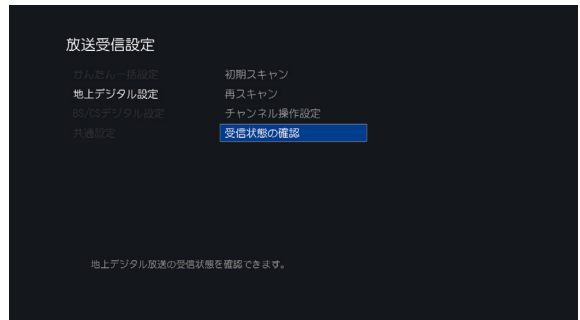 放送受信設定
かんたん一括設定
初期スキャン
地上デジタル設定
再スキャン
BS/CSデジタル設定
チャンネル操作設定
共通設定
受信状態の確認
地上デジタル放送の受信状態を確認できます。